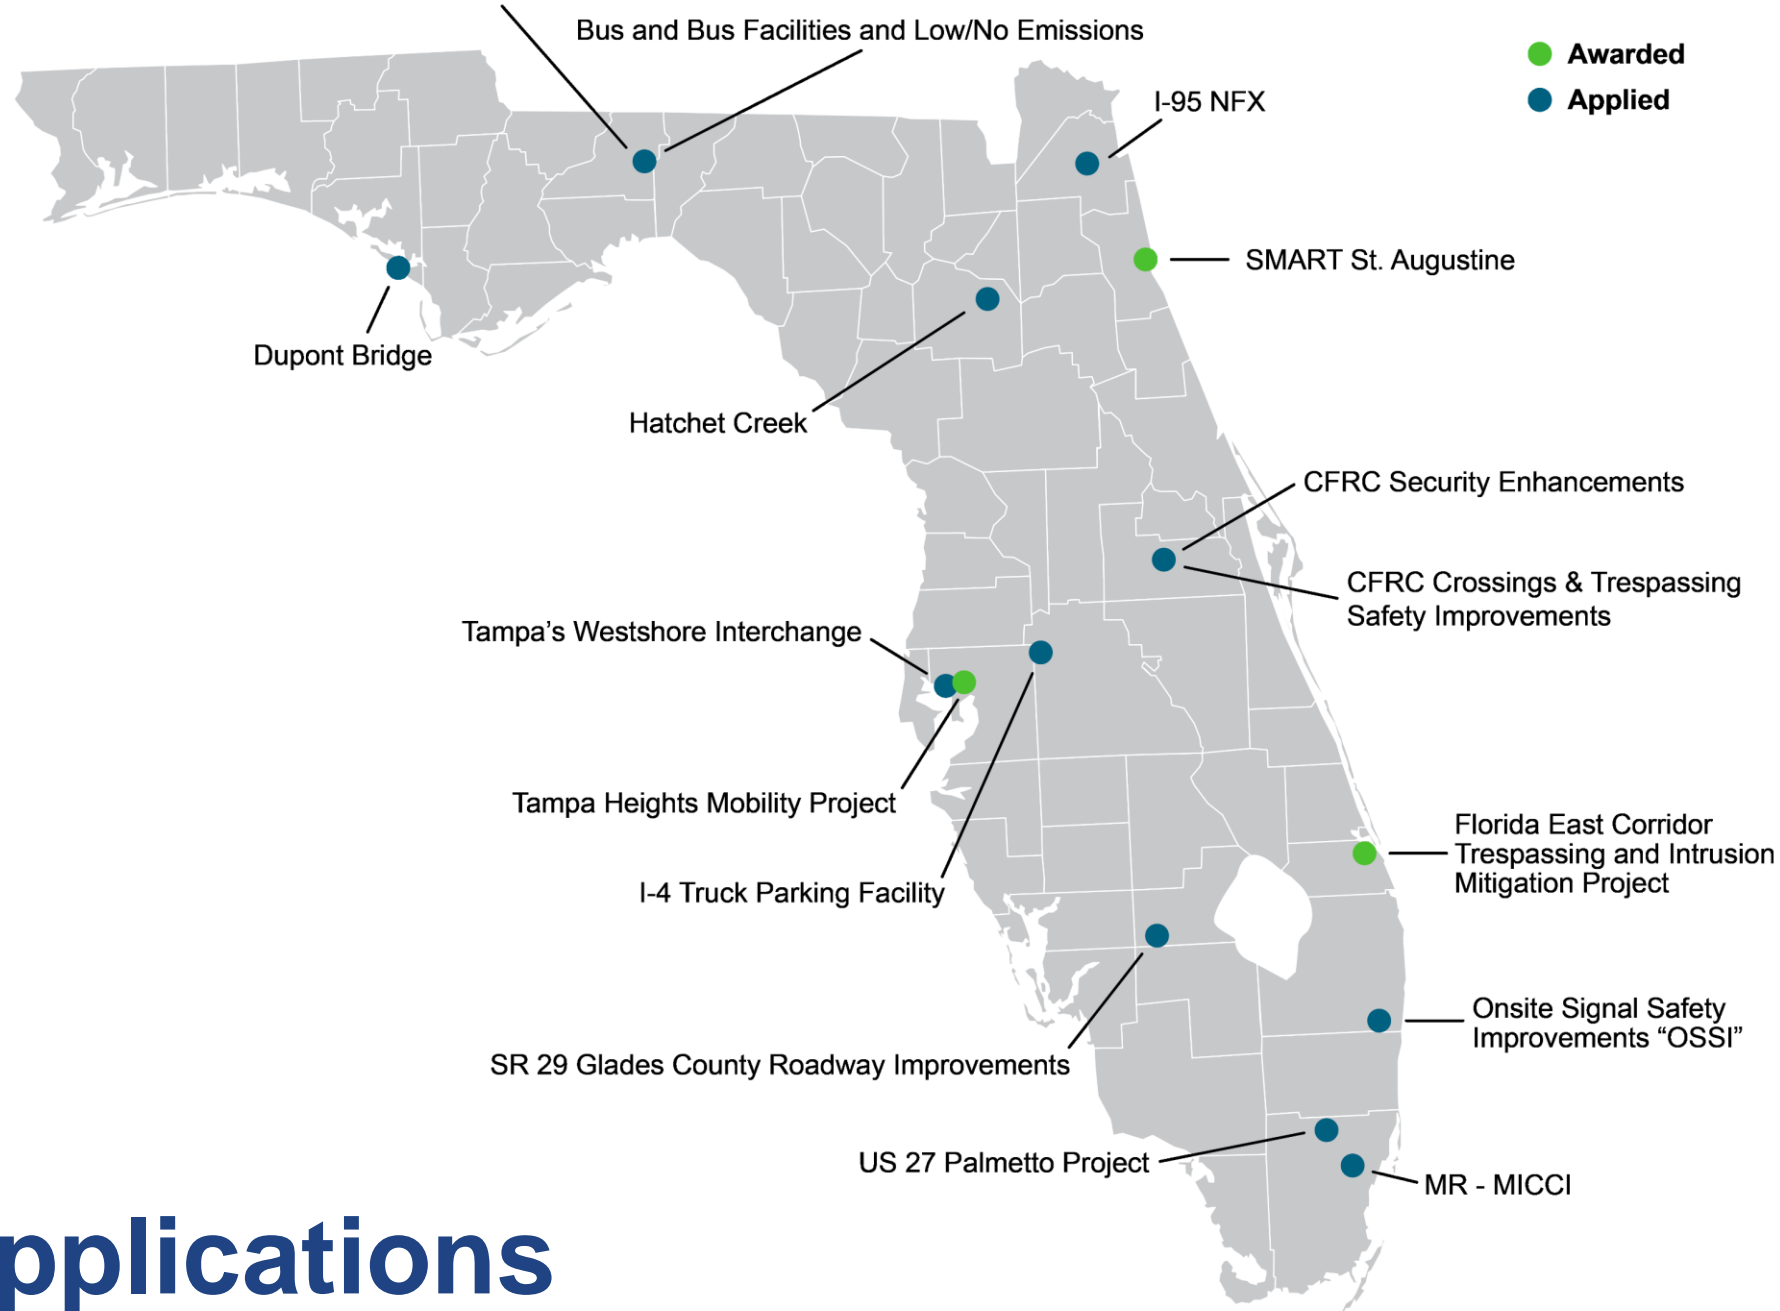 Bus and Bus Facilities and Low/No Emissions
Awarded
Applied
I-95 NFX
SMART St. Augustine
Dupont Bridge
Hatchet Creek
CFRC Security Enhancements
CFRC Crossings & Trespassing
Safety Improvements
Tampa’s Westshore Interchange
Tampa Heights Mobility Project
Florida East Corridor
Trespassing and Intrusion
Mitigation Project
I-4 Truck Parking Facility
Onsite Signal Safety
Improvements “OSSI”
SR 29 Glades County Roadway Improvements
US 27 Palmetto Project
MR - MICCI
pplications